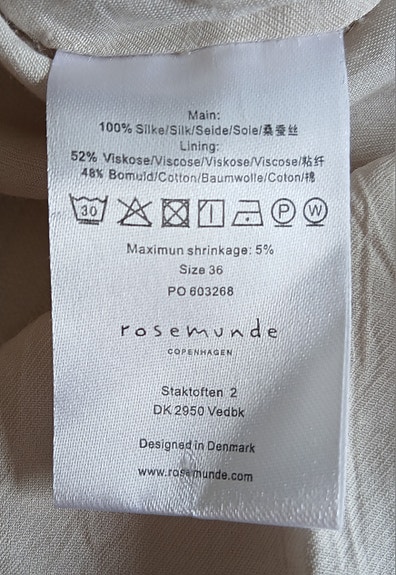 Main:
100% Silke/Silk/Seide/Sole/桑蚕丝
Lining:
52% Viskose/Viscose/Viskose/Viscose/粘纤
48% Bomuld/Cotton/Baumwolle/Coton/棉
30 P W
Maximun shrinkage: 5%
Size 36
PO 603268
rosemunde
COPENHAGEN
Staktoften 2
DK 2950 Vedbk
Designed in Denmark
www.rosemunde.com